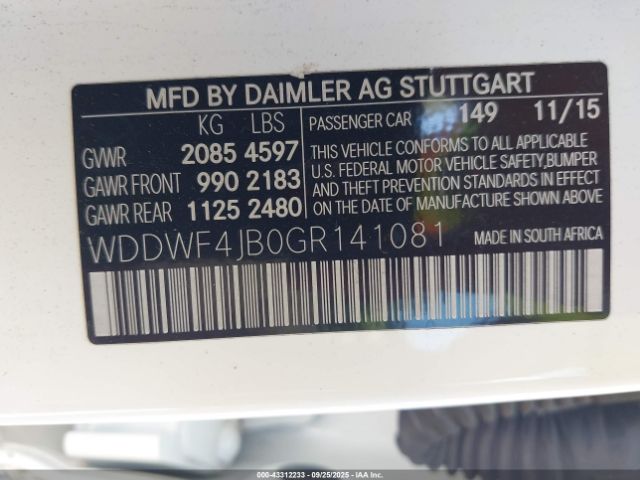 MFD BY DAIMLER AG STUTTGART
KG LBS
GVWR 2085 4597
GAWR FRONT 990 2183
GAWR REAR 1125 2480
PASSENGER CAR 149 11/15
THIS VEHICLE CONFORMS TO ALL APPLICABLE
U.S. FEDERAL MOTOR VEHICLE SAFETY, BUMPER
AND THEFT PREVENTION STANDARDS IN EFFECT
ON THE DATE OF MANUFACTURE SHOWN ABOVE
WDDWF4JB0GR141081 MADE IN SOUTH AFRICA
000-43312233 - 09/25/2025 - IAAI.CA